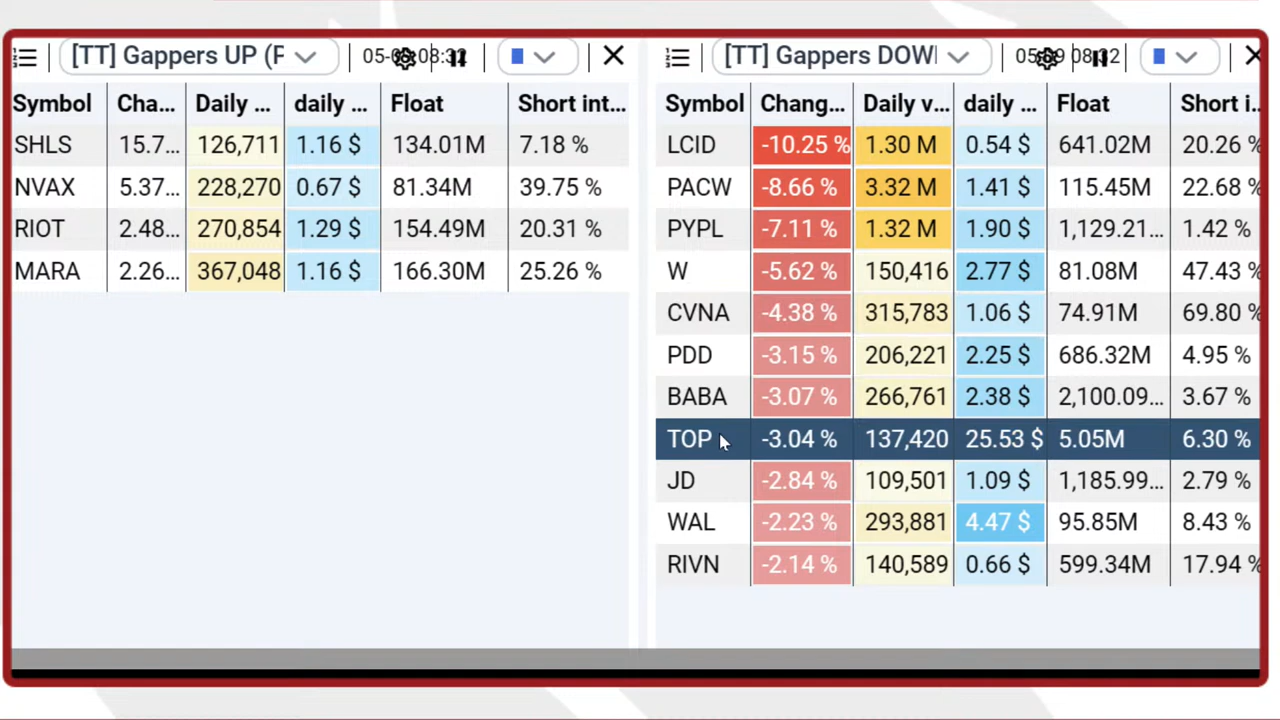 [TT] Gappers UP (F
Symbol Cha... Daily ... daily ... Float Short int...
SHLS 15.7... 126,711 1.16 $ 134.01M 7.18 %
NVAX 5.37... 228,270 0.67 $ 81.34M 39.75 %
RIOT 2.48... 270,854 1.29 $ 154.49M 20.31 %
MARA 2.26... 367,048 1.16 $ 166.30M 25.26 %
[TT] Gappers DOW
Symbol Chang... Daily v... daily ... Float Short i...
LCID -10.25 % 1.30 M 0.54 $ 641.02M 20.26 %
PACW -8.66 % 3.32 M 1.41 $ 115.45M 22.68 %
PYPL -7.11 % 1.32 M 1.90 $ 1,129.21... 1.42 %
W -5.62 % 150,416 2.77 $ 81.08M 47.43 %
CVNA -4.38 % 315,783 1.06 $ 74.91M 69.80 %
PDD -3.15 % 206,221 2.25 $ 686.32M 4.95 %
BABA -3.07 % 266,761 2.38 $ 2,100.09... 3.67 %
TOP -3.04 % 137,420 25.53 $ 5.05M 6.30 %
JD -2.84 % 109,501 1.09 $ 1,185.99... 2.79 %
WAL -2.23 % 293,881 4.47 $ 95.85M 8.43 %
RIVN -2.14 % 140,589 0.66 $ 599.34M 17.94 %